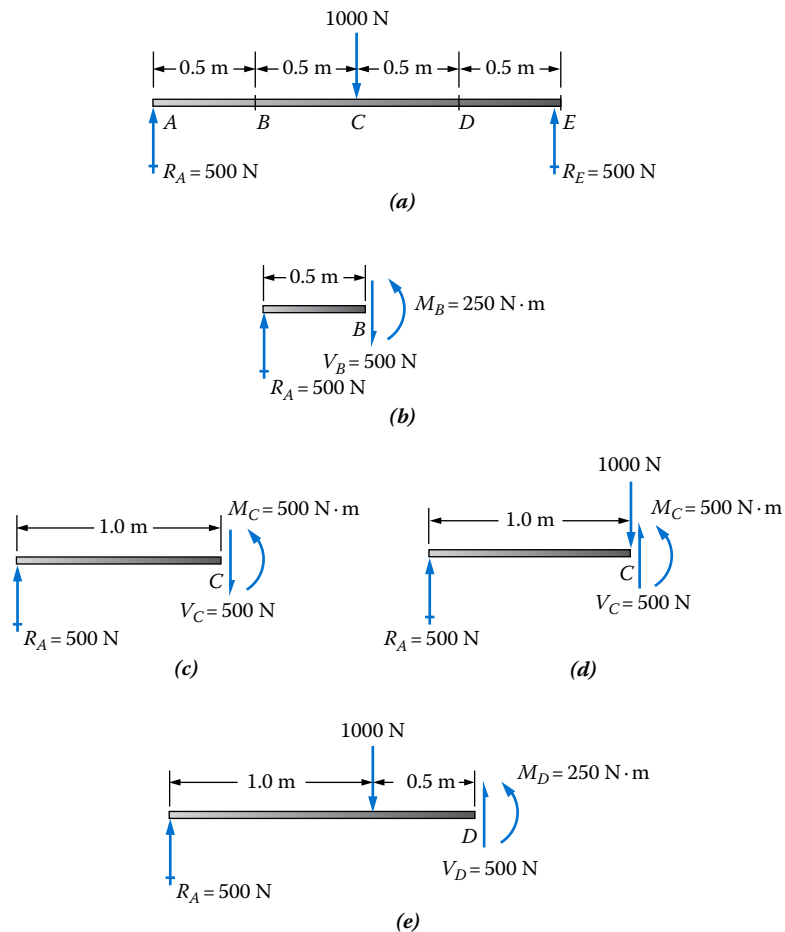 1000 N
0.5 m 0.5 m 0.5 m 0.5 m
A B C D E
R_A = 500 N R_E = 500 N
(a)
0.5 m
M_B = 250 N·m
B
V_B = 500 N
R_A = 500 N
(b)
M_C = 500 N·m
1.0 m
C
V_C = 500 N
R_A = 500 N
(c)
1000 N
M_C = 500 N·m
1.0 m
C
V_C = 500 N
R_A = 500 N
(d)
1000 N
M_D = 250 N·m
1.0 m 0.5 m
D
V_D = 500 N
R_A = 500 N
(e)